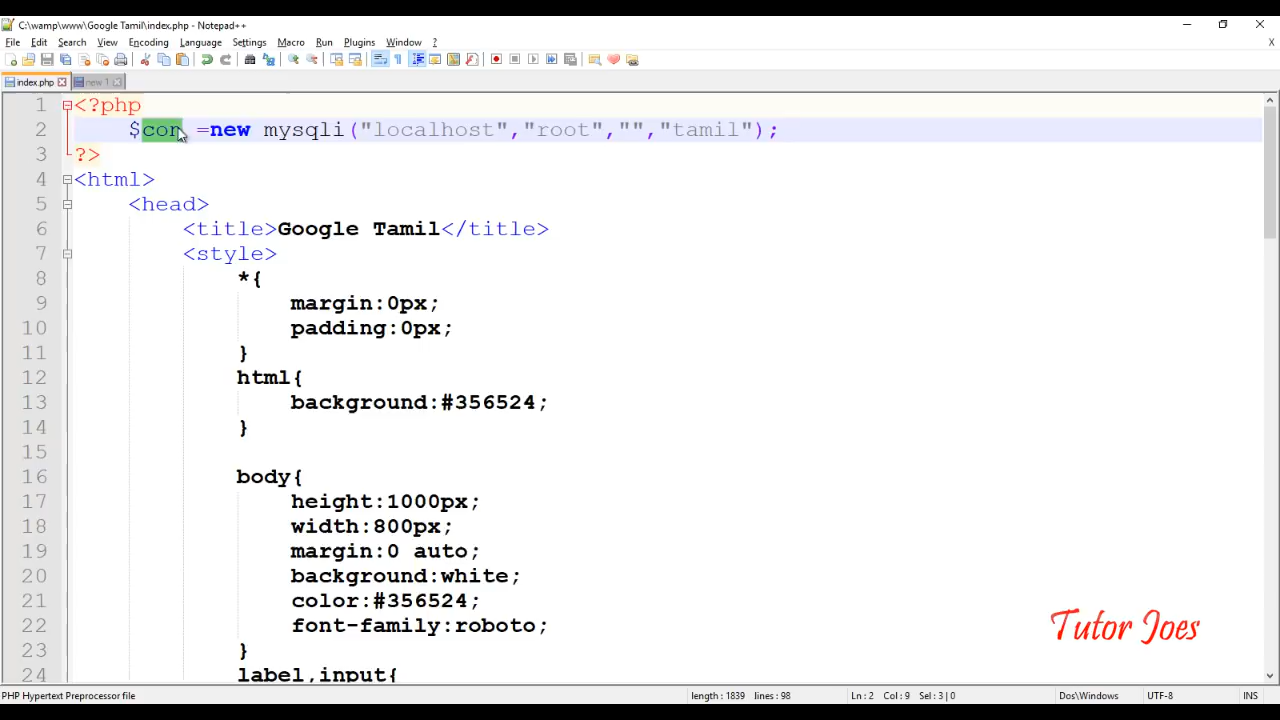 C:\wamp\www\Google Tamil\index.php - Notepad++
File Edit Search View Encoding Language Settings Macro Run Plugins Window ?
index.php new 1
1 <?php
2 $con =new mysqli("localhost","root","","tamil");
3 ?>
4 <html>
5 <head>
6 <title>Google Tamil</title>
7 <style>
8 *{
9 margin:0px;
10 padding:0px;
11 }
12 html{
13 background:#356524;
14 }
15
16 body{
17 height:1000px;
18 width:800px;
19 margin:0 auto;
20 background:white;
21 color:#356524;
22 font-family:roboto;
23 }
24 label,input{
Tutor Joes
PHP Hypertext Preprocessor file length : 1839 lines : 98 Ln : 2 Col : 9 Sel : 3 | 0 Dos\Windows UTF-8 INS